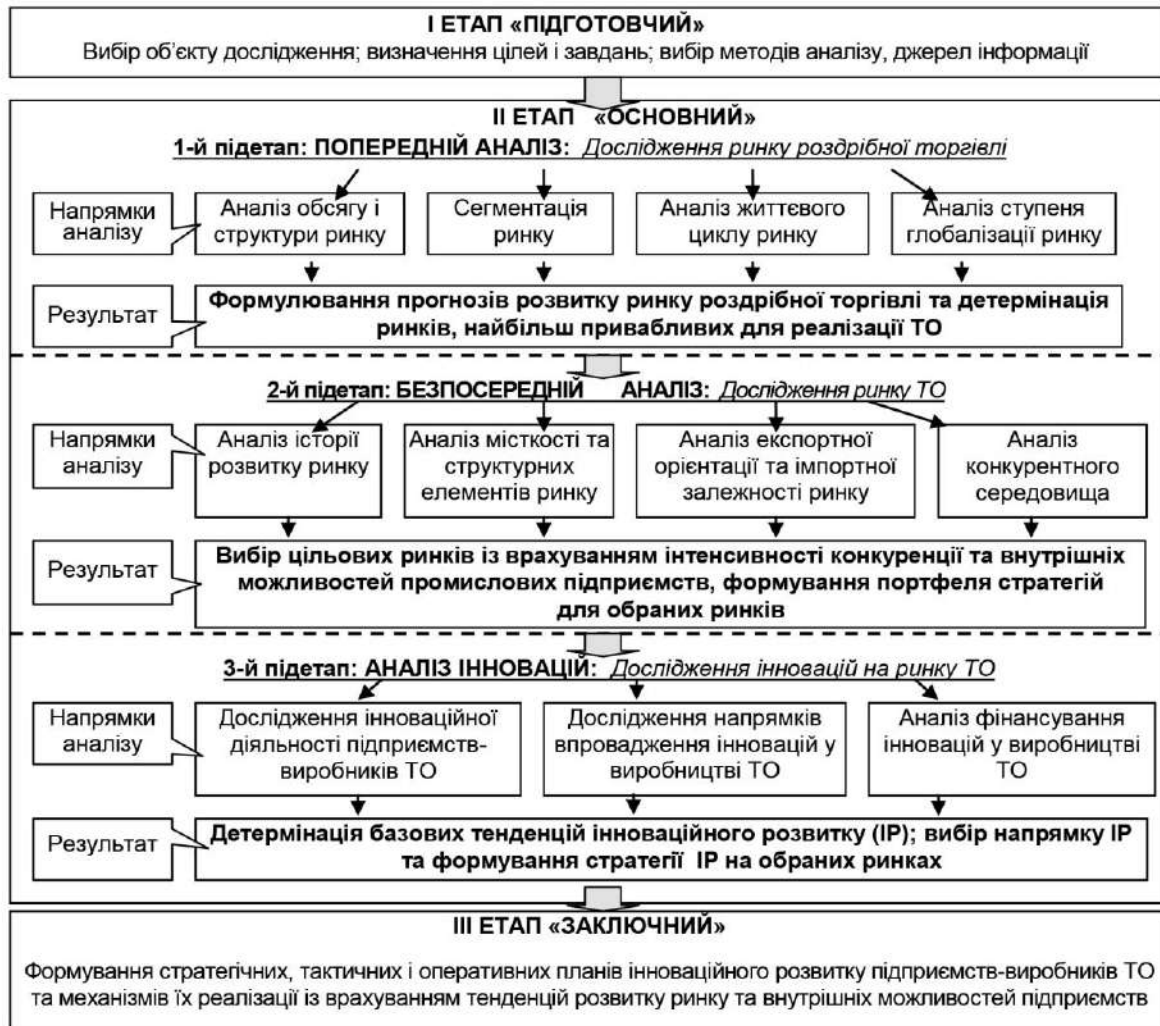 І ЕТАП «ПІДГОТОВЧИЙ»
Вибір об’єкту дослідження; визначення цілей і завдань; вибір методів аналізу, джерел інформації
ІІ ЕТАП «ОСНОВНИЙ»
1-й підетап: ПОПЕРЕДНІЙ АНАЛІЗ: Дослідження ринку роздрібної торгівлі
Напрямки
аналізу
Аналіз обсягу і
структури ринку
Сегментація
ринку
Аналіз життєвого
циклу ринку
Аналіз ступеня
глобалізації ринку
Результат
Формулювання прогнозів розвитку ринку роздрібної торгівлі та детермінація
ринків, найбільш привабливих для реалізації ТО
2-й підетап: БЕЗПОСЕРЕДНІЙ АНАЛІЗ: Дослідження ринку ТО
Напрямки
аналізу
Аналіз історії
розвитку ринку
Аналіз місткості та
структурних
елементів ринку
Аналіз експортної
орієнтації та імпортної
залежності ринку
Аналіз
конкурентного
середовища
Результат
Вибір цільових ринків із врахуванням інтенсивності конкуренції та внутрішніх
можливостей промислових підприємств, формування портфеля стратегій
для обраних ринків
3-й підетап: АНАЛІЗ ІННОВАЦІЙ: Дослідження інновацій на ринку ТО
Напрямки
аналізу
Дослідження інноваційної
діяльності підприємств-
виробників ТО
Дослідження напрямків
впровадження інновацій у
виробництві ТО
Аналіз фінансування
інновацій у виробництві
ТО
Результат
Детермінація базових тенденцій інноваційного розвитку (ІР); вибір напрямку ІР
та формування стратегії ІР на обраних ринках
ІІІ ЕТАП «ЗАКЛЮЧНИЙ»
Формування стратегічних, тактичних і оперативних планів інноваційного розвитку підприємств-виробників ТО
та механізмів їх реалізації із врахуванням тенденцій розвитку ринку та внутрішніх можливостей підприємств